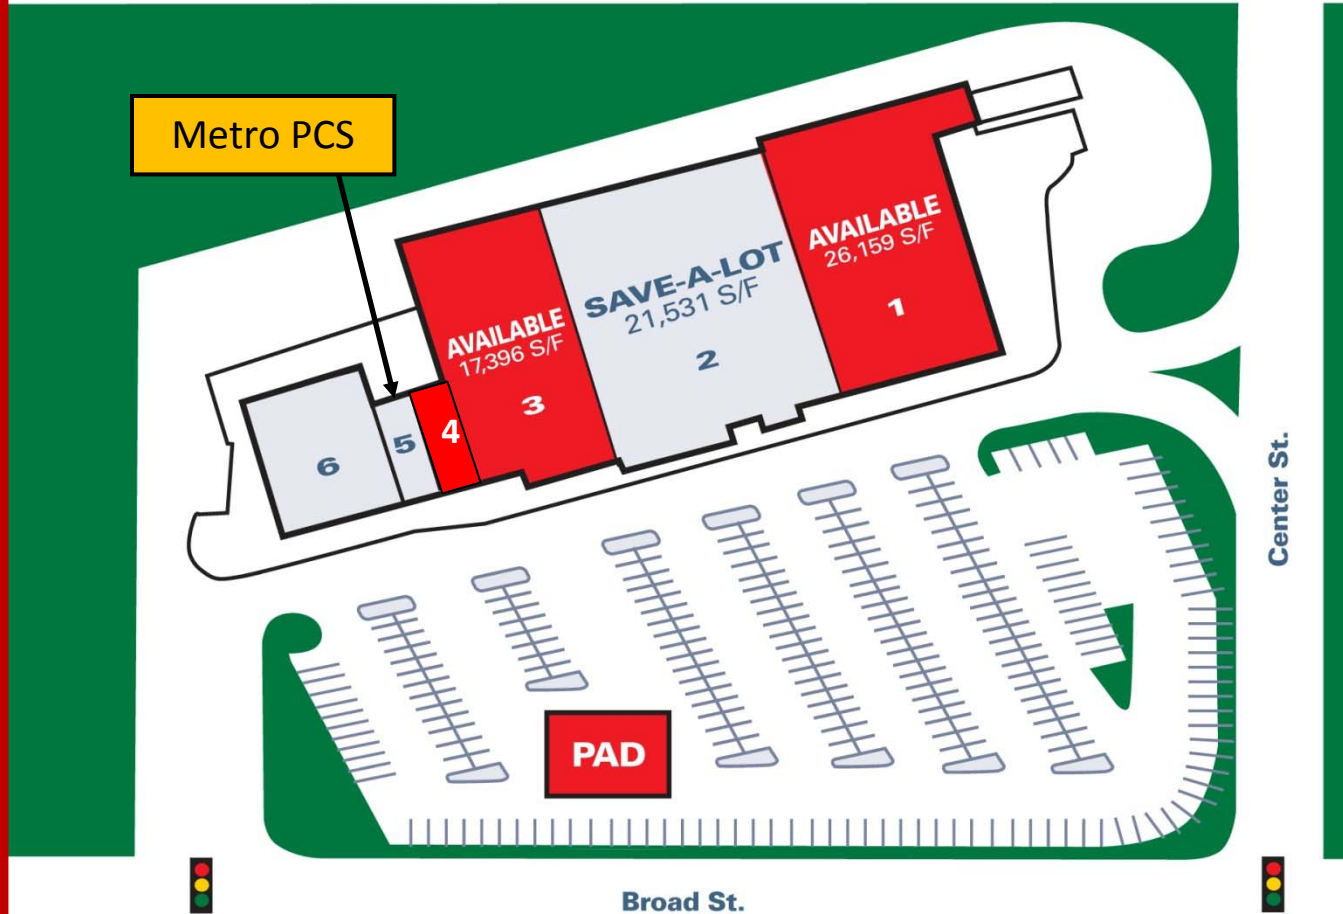 Metro PCS
AVAILABLE
26,159 S/F
1
SAVE-A-LOT
21,531 S/F
2
AVAILABLE
17,396 S/F
3
4
5
6
PAD
Center St.
Broad St.